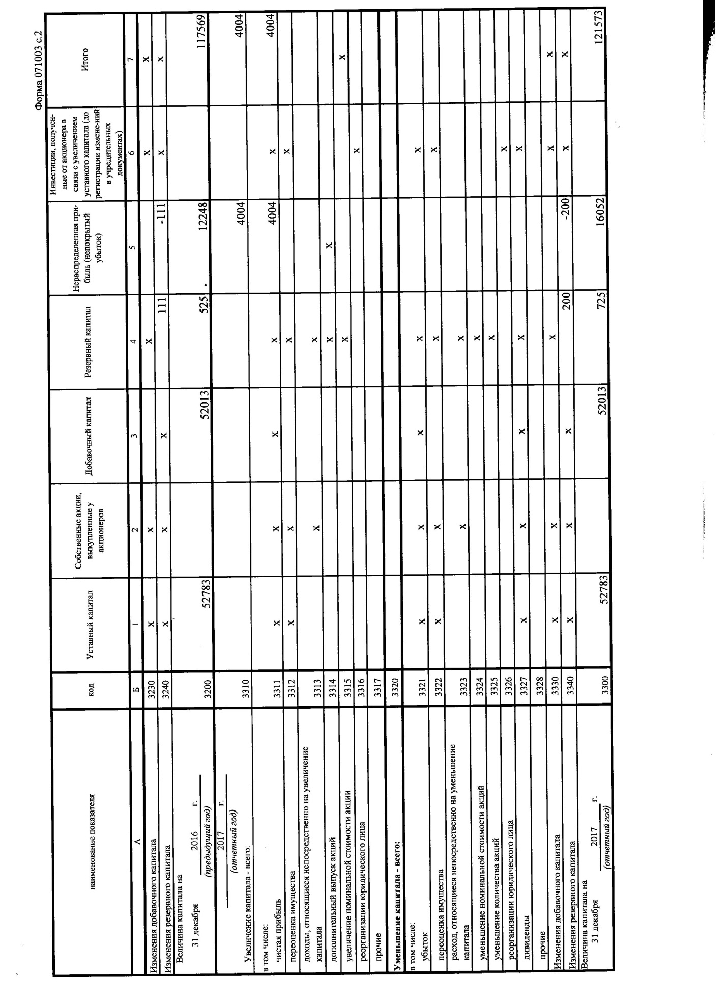 Форма 071003 с.2
наименование показателя | код | Уставный капитал | Собственные акции, выкупленные у акционеров | Добавочный капитал | Резервный капитал | Нераспределенная при-быль (непокрытый убыток) | Инвестиции, получен-ные от акционера в связи с увеличением уставного капитала (до регистрации измене-ний в учредительных документах) | Итого
А | Б | 1 | 2 | 3 | 4 | 5 | 6 | 7
Изменения добавочного капитала | 3230 | х | х | | х | | х | х
Изменения резервного капитала | 3240 | х | х | х | 111 | -111 | х | х
Величина капитала на
31 декабря 2016 г. | 3200 | 52783 | | 52013 | 525 | 12248 | | 117569
(предыдущий год)
2017 г.
(отчетный год)
Увеличение капитала - всего: | 3310 | | | | | 4004 | | 4004
в том числе:
чистая прибыль | 3311 | х | х | х | х | 4004 | х | 4004
переоценка имущества | 3312 | х | х | | х | | х |
доходы, относящиеся непосредственно на увеличение
капитала | 3313 | | х | | х | | |
дополнительный выпуск акций | 3314 | | | | х | х | |
увеличение номинальной стоимости акции | 3315 | | | | х | | | х
реорганизации юридического лица | 3316 | | | | | | х |
прочие | 3317
Уменьшение капитала - всего: | 3320
в том числе:
убыток | 3321 | х | х | х | х | | х |
переоценка имущества | 3322 | х | х | | х | | х |
расход, относящиеся непосредственно на уменьшение
капитала | 3323 | | х | | х | | |
уменьшение номинальной стоимости акций | 3324 | | | | х | | |
уменьшение количества акций | 3325 | | | | х | | |
реорганизации юридического лица | 3326 | | | | | | х |
дивиденды | 3327 | х | х | х | х | | х |
прочие | 3328
Изменения добавочного капитала | 3330 | х | х | | х | | х | х
Изменения резервного капитала | 3340 | х | х | х | 200 | -200 | х | х
Величина капитала на
31 декабря 2017 г. | 3300 | 52783 | | 52013 | 725 | 16052 | | 121573
(отчетный год)